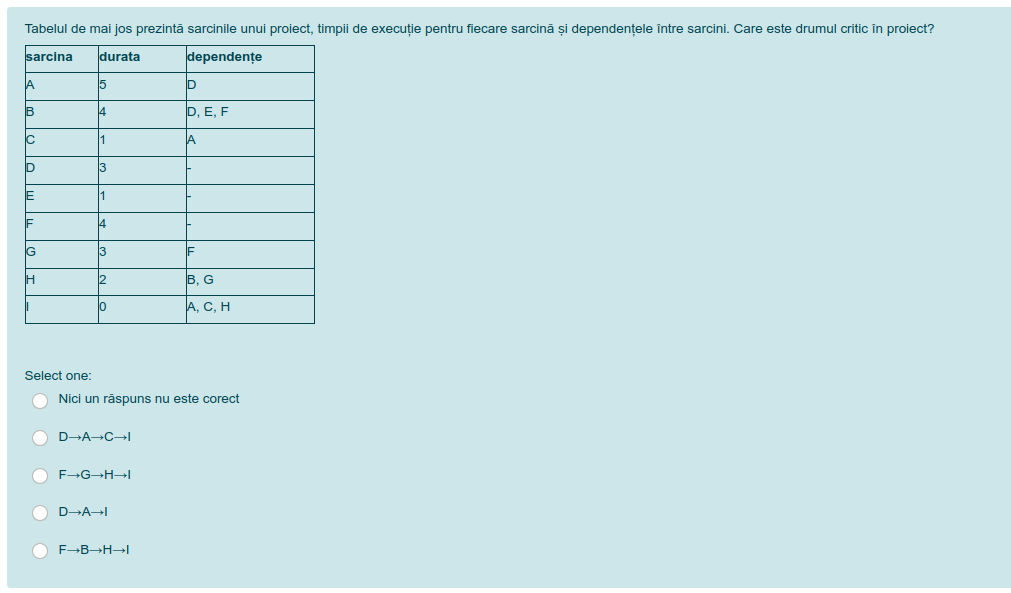 Tabelul de mai jos prezintă sarcinile unui proiect, timpii de execuție pentru fiecare sarcină și dependențele între sarcini. Care este drumul critic în proiect?
sarcina durata dependențe
A 5 D
B 4 D, E, F
C 1 A
D 3 -
E 1 -
F 4 -
G 3 F
H 2 B, G
I 0 A, C, H
Select one:
Nici un răspuns nu este corect
D→A→C→I
F→G→H→I
D→A→I
F→B→H→I